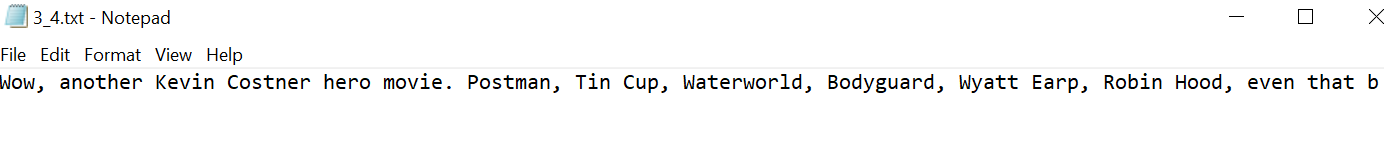 3_4.txt - Notepad
File Edit Format View Help
Wow, another Kevin Costner hero movie. Postman, Tin Cup, Waterworld, Bodyguard, Wyatt Earp, Robin Hood, even that b